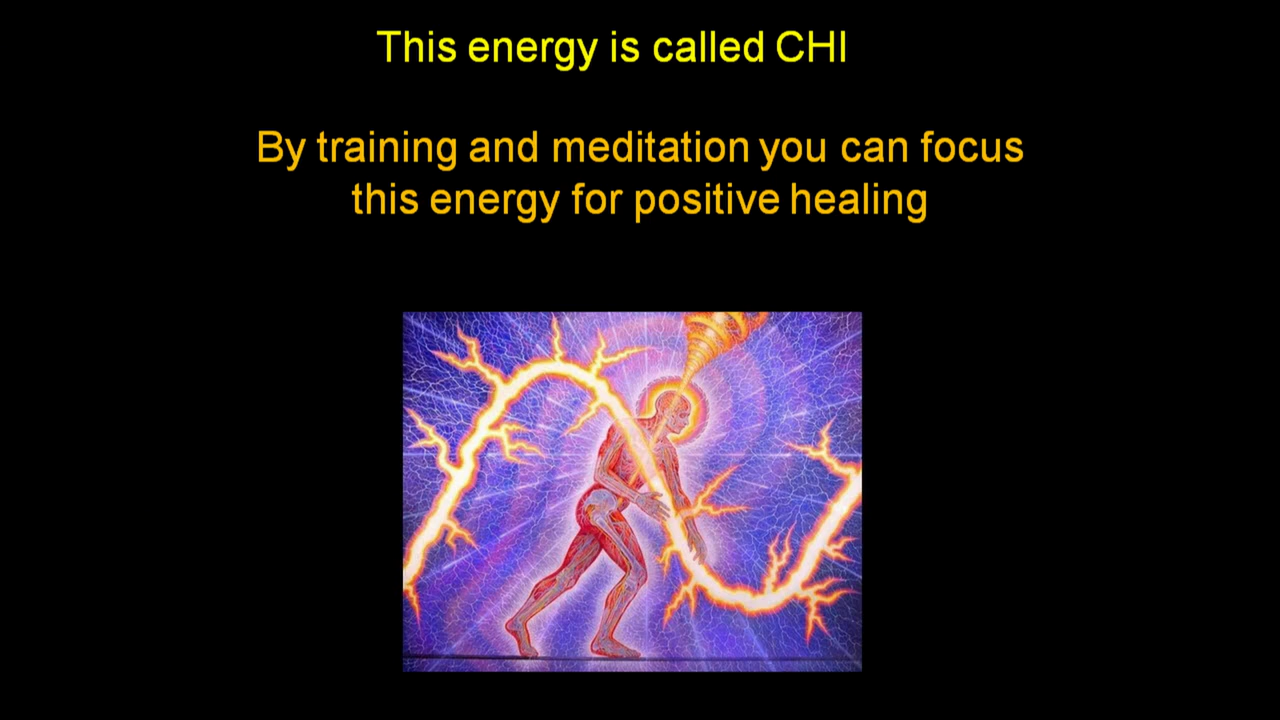 This energy is called CHI
By training and meditation you can focus
this energy for positive healing